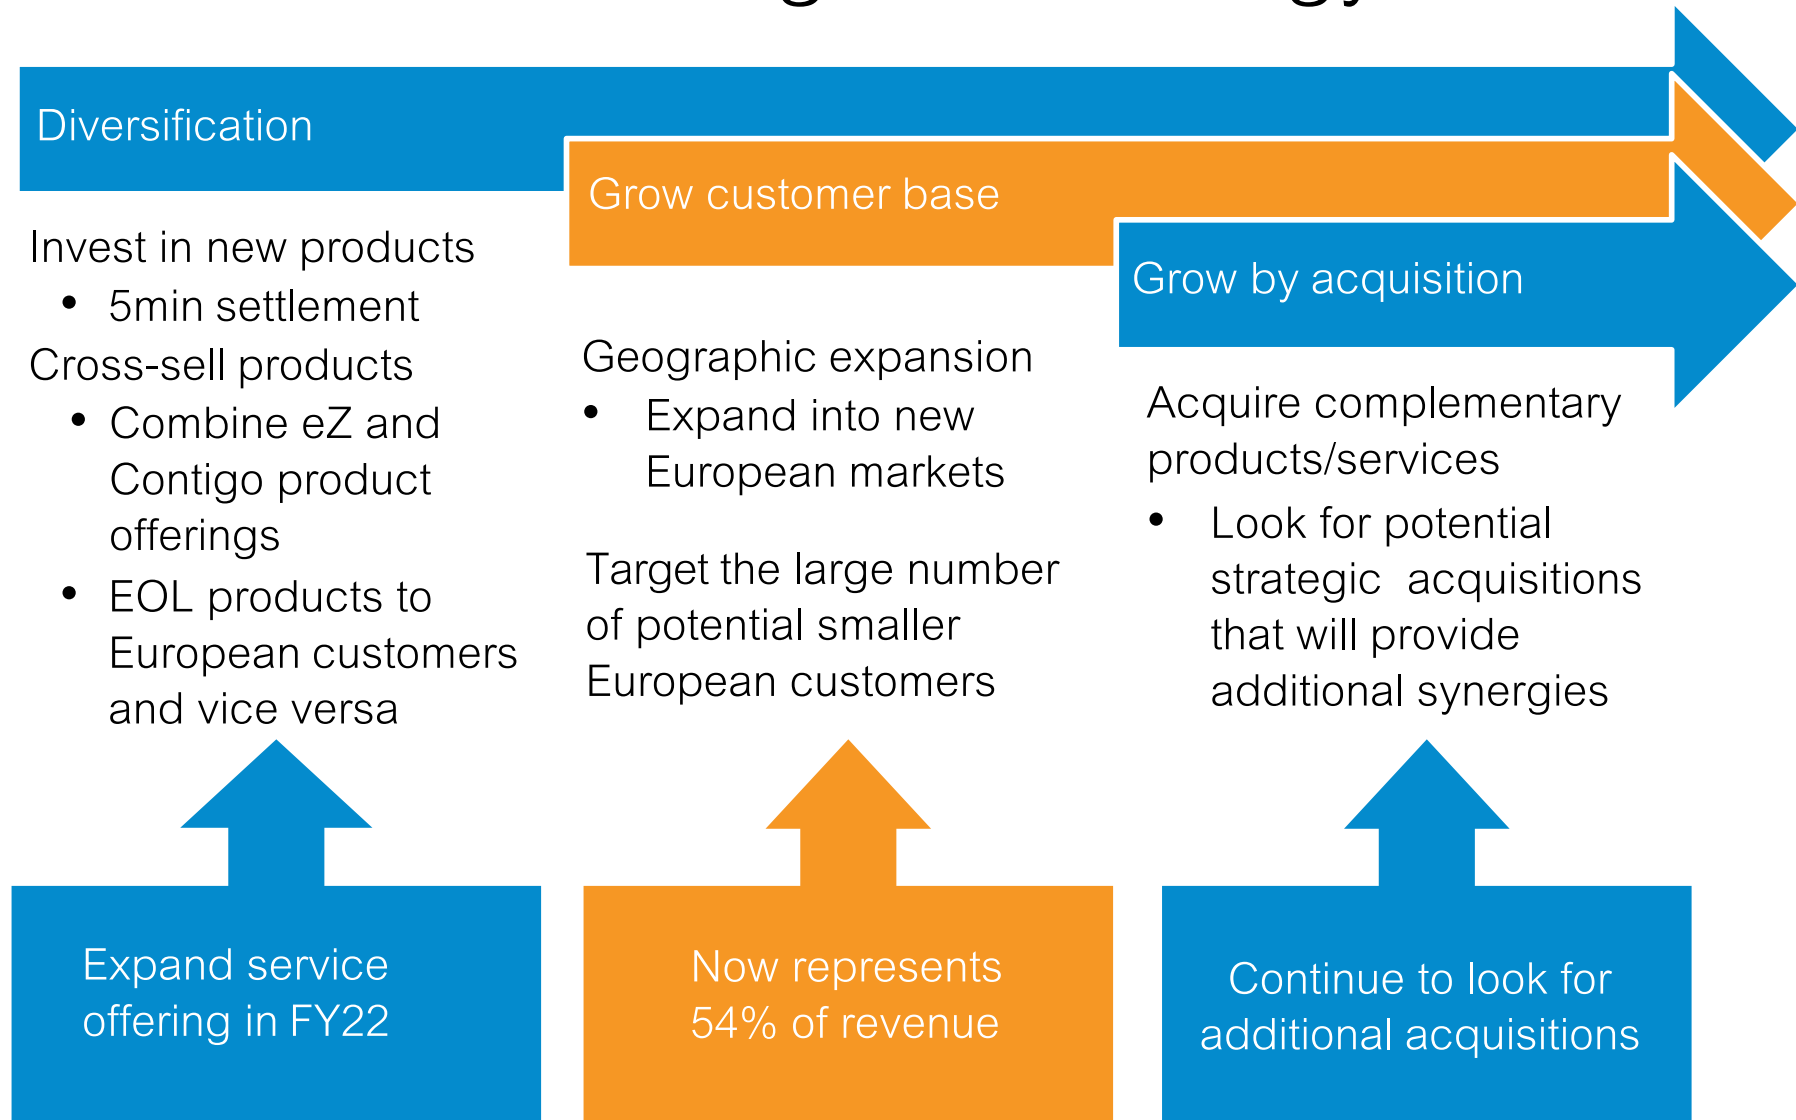 Diversification
Grow customer base
Grow by acquisition
Invest in new products
• 5min settlement
Cross-sell products
• Combine eZ and
Contigo product
offerings
• EOL products to
European customers
and vice versa
Geographic expansion
• Expand into new
European markets
Target the large number
of potential smaller
European customers
Acquire complementary
products/services
• Look for potential
strategic acquisitions
that will provide
additional synergies
Expand service
offering in FY22
Now represents
54% of revenue
Continue to look for
additional acquisitions